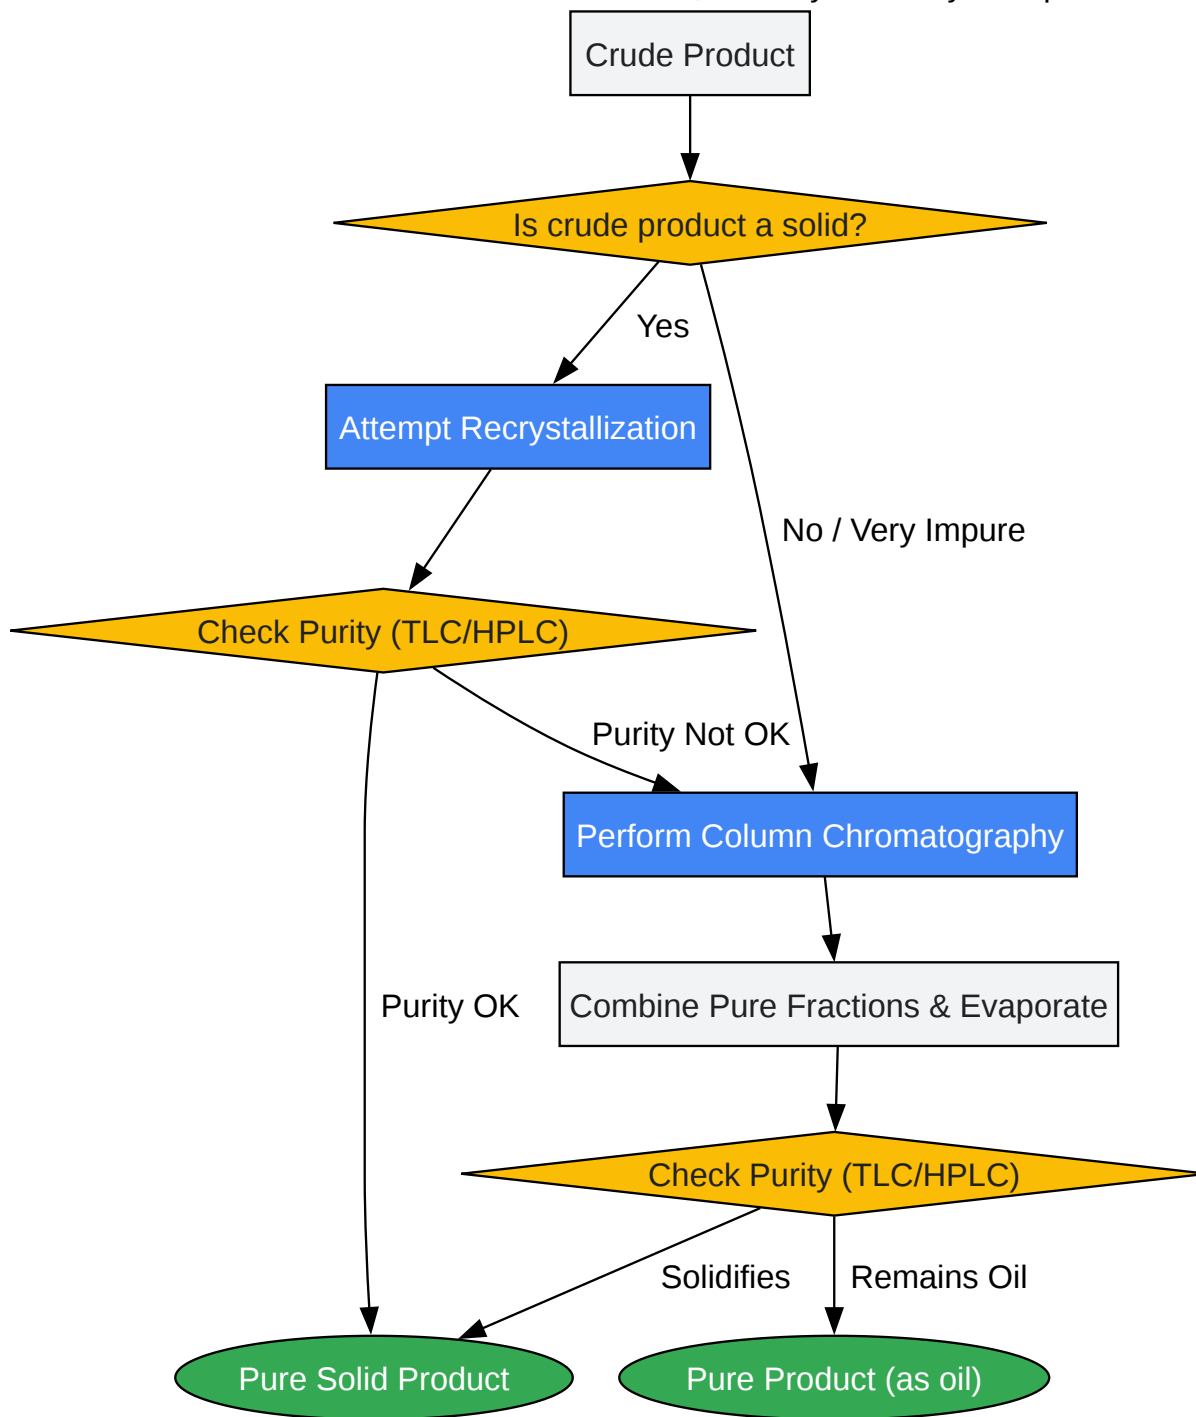 Crude Product
Is crude product a solid?
Yes
Attempt Recrystallization
No / Very Impure
Check Purity (TLC/HPLC)
Purity Not OK
Perform Column Chromatography
Purity OK
Combine Pure Fractions & Evaporate
Check Purity (TLC/HPLC)
Solidifies
Remains Oil
Pure Solid Product
Pure Product (as oil)